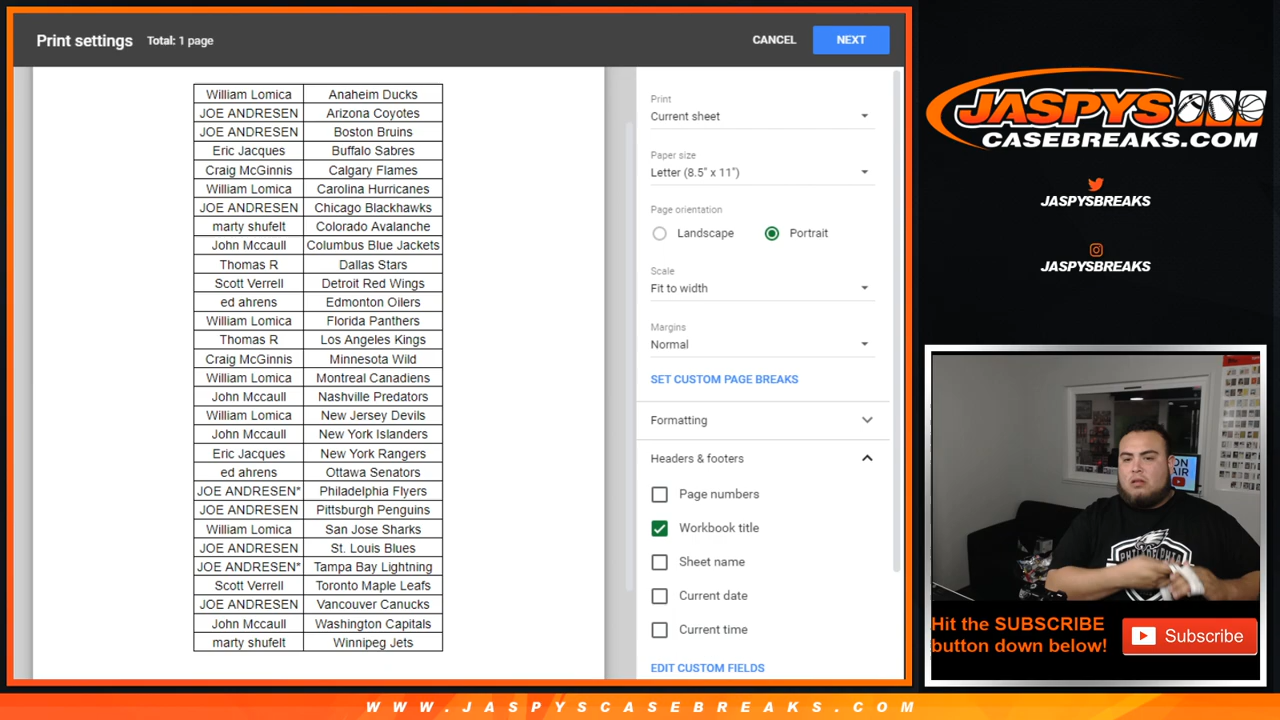 Print settings Total: 1 page CANCEL NEXT
William Lomica Anaheim Ducks
JOE ANDRESEN Arizona Coyotes
JOE ANDRESEN Boston Bruins
Eric Jacques Buffalo Sabres
Craig McGinnis Calgary Flames
William Lomica Carolina Hurricanes
JOE ANDRESEN Chicago Blackhawks
marty shufelt Colorado Avalanche
John Mccaull Columbus Blue Jackets
Thomas R Dallas Stars
Scott Verrell Detroit Red Wings
ed ahrens Edmonton Oilers
William Lomica Florida Panthers
Thomas R Los Angeles Kings
Craig McGinnis Minnesota Wild
William Lomica Montreal Canadiens
John Mccaull Nashville Predators
William Lomica New Jersey Devils
John Mccaull New York Islanders
Eric Jacques New York Rangers
ed ahrens Ottawa Senators
JOE ANDRESEN* Philadelphia Flyers
JOE ANDRESEN Pittsburgh Penguins
William Lomica San Jose Sharks
JOE ANDRESEN St. Louis Blues
JOE ANDRESEN* Tampa Bay Lightning
Scott Verrell Toronto Maple Leafs
JOE ANDRESEN Vancouver Canucks
John Mccaull Washington Capitals
marty shufelt Winnipeg Jets
Print
Current sheet
Paper size
Letter (8.5" x 11")
Page orientation
Landscape Portrait
Scale
Fit to width
Margins
Normal
SET CUSTOM PAGE BREAKS
Formatting
Headers & footers
Page numbers
Workbook title
Sheet name
Current date
Current time
EDIT CUSTOM FIELDS
JASPYS
CASEBREAKS.COM
JASPYSBREAKS
JASPYSBREAKS
ON
AIR
PHILADELPHIA
Hit the SUBSCRIBE
button down below!
Subscribe
WWW.JASPYSCASEBREAKS.COM